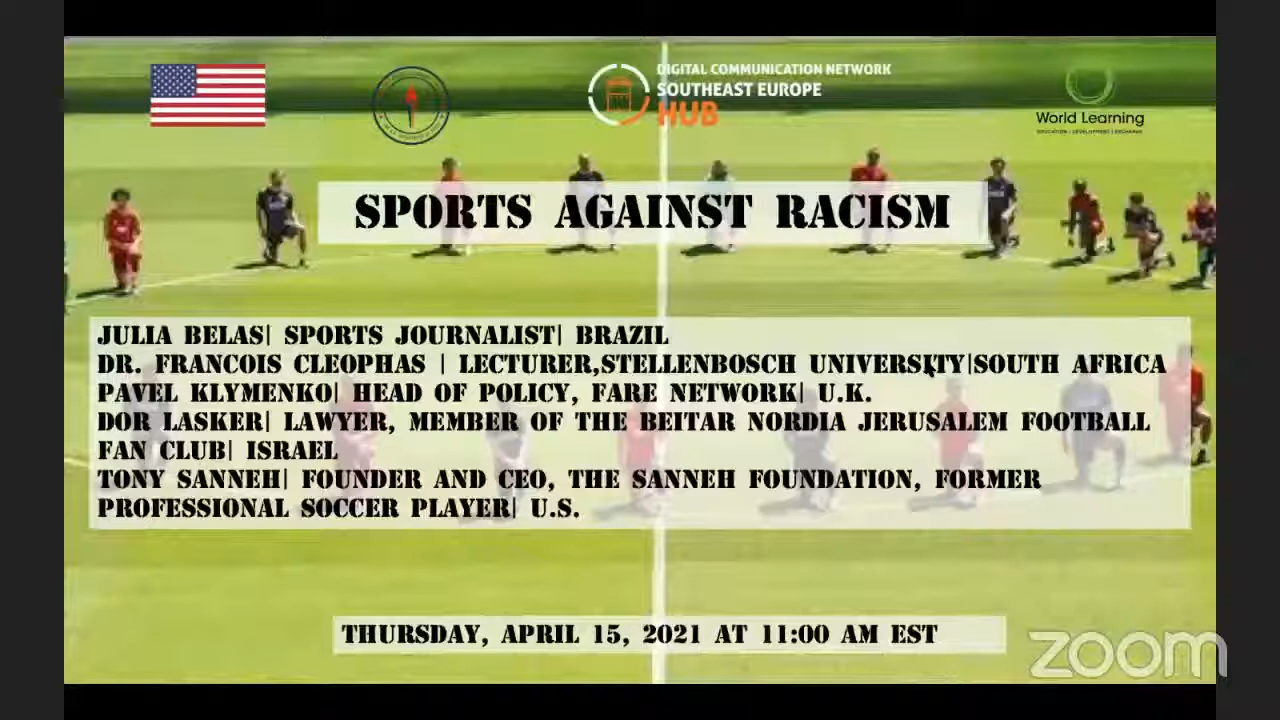 DIGITAL COMMUNICATION NETWORK
SOUTHEAST EUROPE
HUB
World Learning
EDUCATION | DEVELOPMENT | EXCHANGE
SPORTS AGAINST RACISM
JULIA BELAS| SPORTS JOURNALIST| BRAZIL
DR. FRANCOIS CLEOPHAS | LECTURER,STELLENBOSCH UNIVERSITY|SOUTH AFRICA
PAVEL KLYMENKO| HEAD OF POLICY, FARE NETWORK| U.K.
DOR LASKER| LAWYER, MEMBER OF THE BEITAR NORDIA JERUSALEM FOOTBALL
FAN CLUB| ISRAEL
TONY SANNEH| FOUNDER AND CEO, THE SANNEH FOUNDATION, FORMER
PROFESSIONAL SOCCER PLAYER| U.S.
THURSDAY, APRIL 15, 2021 AT 11:00 AM EST
zoom